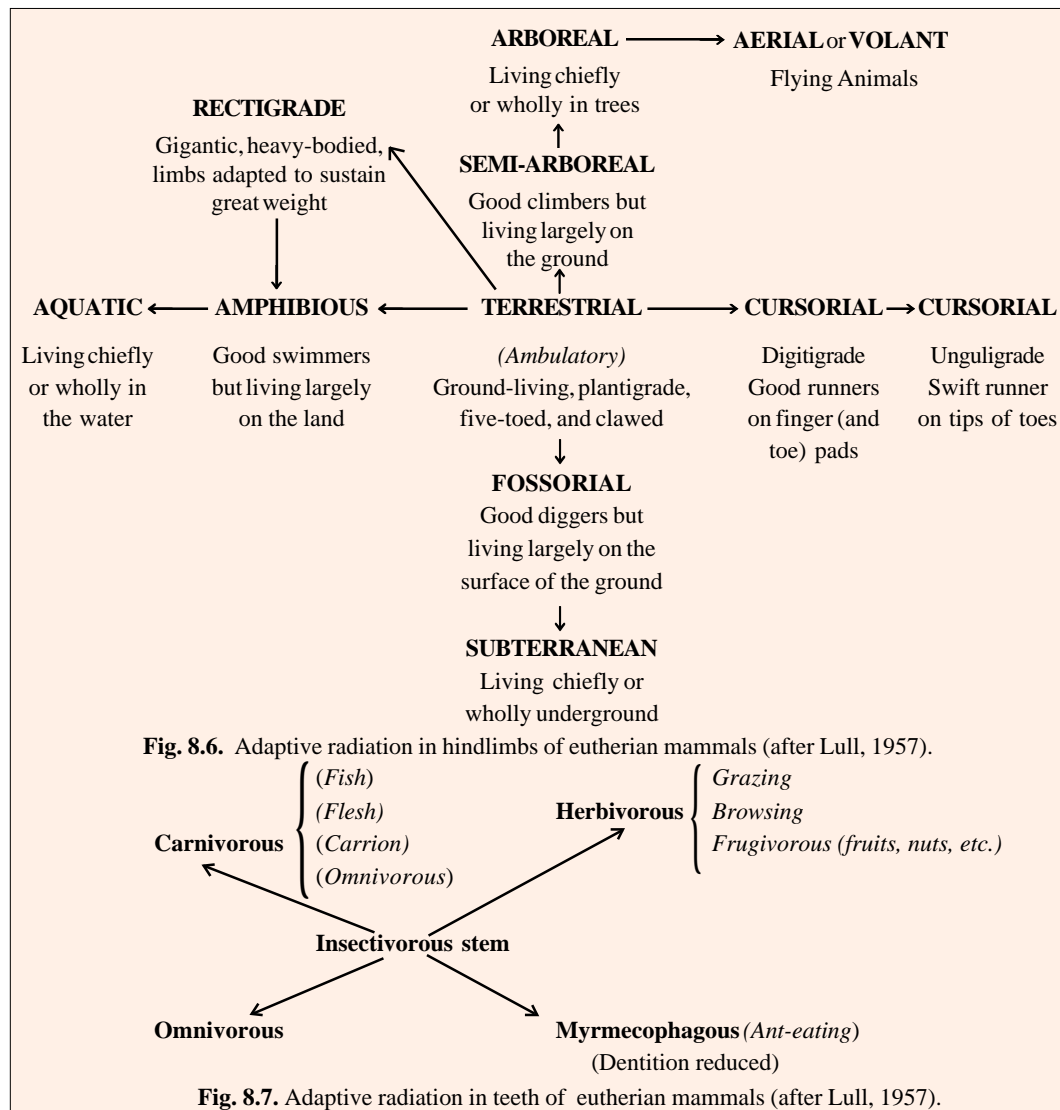 ARBOREAL
Living chiefly
or wholly in trees
AERIAL or VOLANT
Flying Animals
RECTIGRADE
Gigantic, heavy-bodied,
limbs adapted to sustain
great weight
SEMI-ARBOREAL
Good climbers but
living largely on
the ground
AQUATIC
Living chiefly
or wholly in
the water
AMPHIBIOUS
Good swimmers
but living largely
on the land
TERRESTRIAL
(Ambulatory)
Ground-living, plantigrade,
five-toed, and clawed
CURSORIAL
Digitigrade
Good runners
on finger (and
toe) pads
CURSORIAL
Unguligrade
Swift runner
on tips of toes
FOSSORIAL
Good diggers but
living largely on the
surface of the ground
SUBTERRANEAN
Living chiefly or
wholly underground
Fig. 8.6. Adaptive radiation in hindlimbs of eutherian mammals (after Lull, 1957).
Carnivorous
(Fish)
(Flesh)
(Carrion)
(Omnivorous)
Herbivorous
Grazing
Browsing
Frugivorous (fruits, nuts, etc.)
Insectivorous stem
Omnivorous
Myrmecophagous (Ant-eating)
(Dentition reduced)
Fig. 8.7. Adaptive radiation in teeth of eutherian mammals (after Lull, 1957).